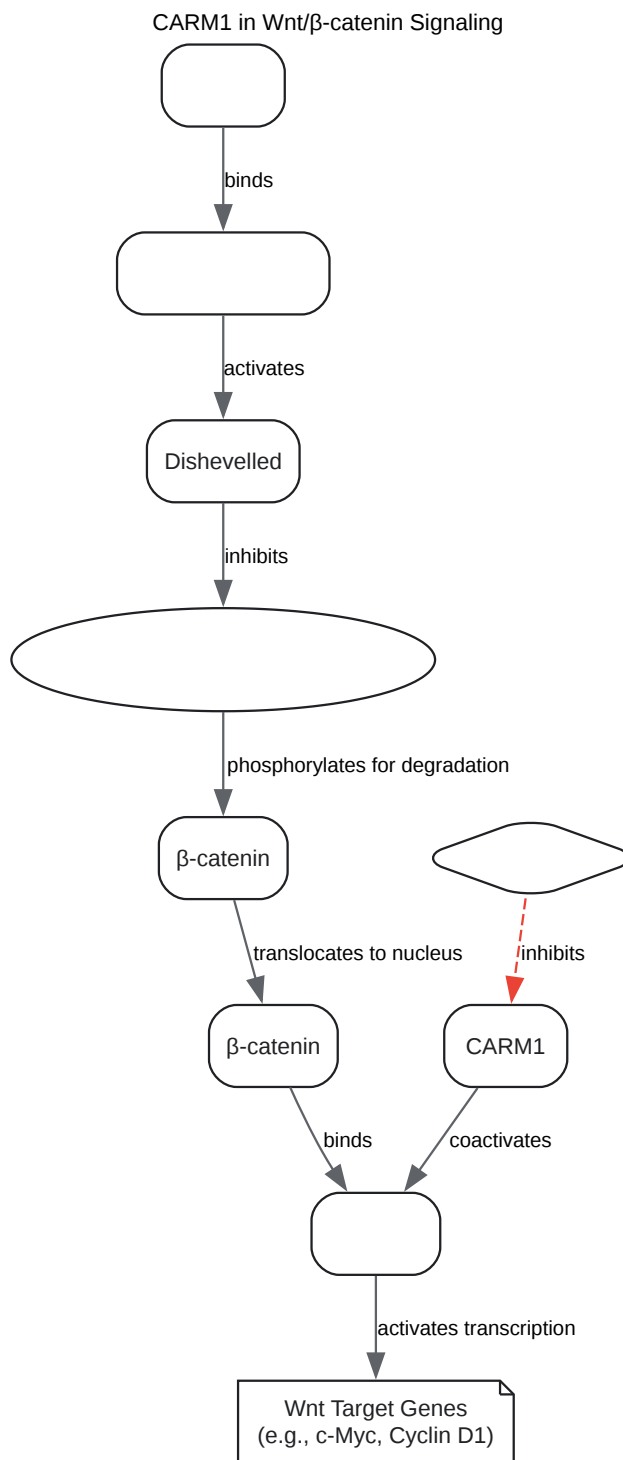 CARM1 in Wnt/β-catenin Signaling
binds
activates
Dishevelled
inhibits
phosphorylates for degradation
β-catenin
translocates to nucleus
inhibits
β-catenin
CARM1
binds
coactivates
activates transcription
Wnt Target Genes
(e.g., c-Myc, Cyclin D1)